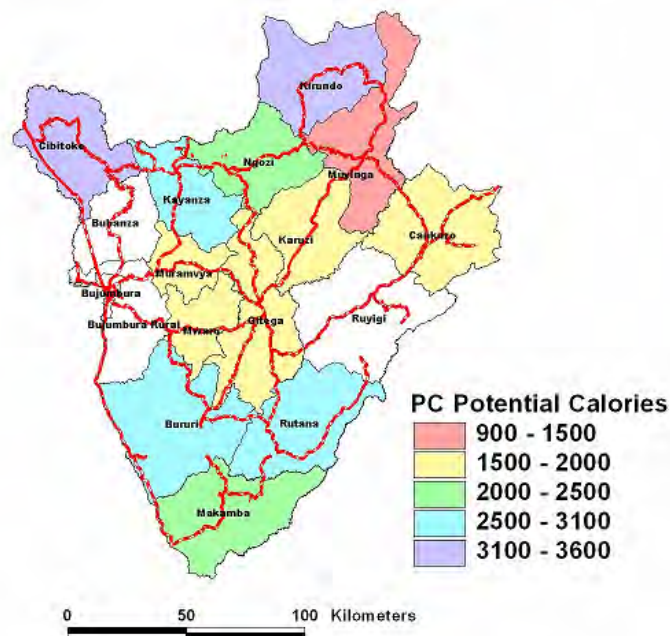 Kirundo
Cibitoke
Ngozi
Muyinga
Kayanza
Bubanza
Karuzi
Cankuzo
Muramvya
Bujumbura
Ruyigi
Gitega
Bujumbura Rural
Mwaro
Bururi
Rutana
Makamba
PC Potential Calories
900 - 1500
1500 - 2000
2000 - 2500
2500 - 3100
3100 - 3600
0 50 100 Kilometers